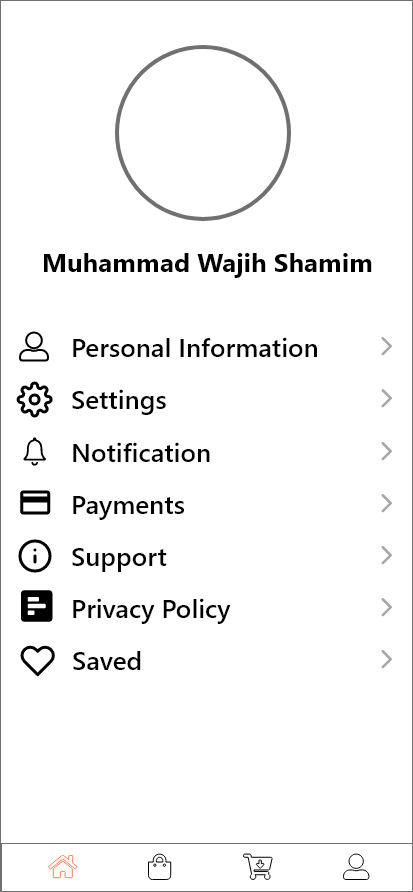 Muhammad Wajih Shamim
Personal Information
Settings
Notification
Payments
Support
Privacy Policy
Saved